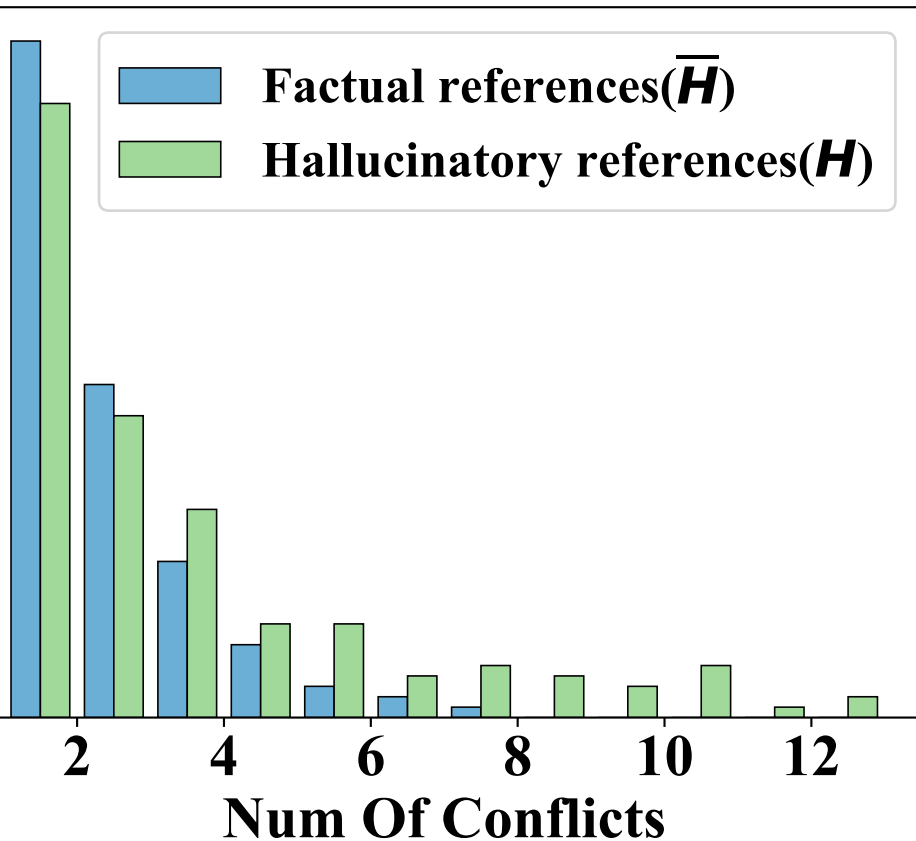 Factual references(H̅)
Hallucinatory references(H)
2 4 6 8 10 12
Num Of Conflicts